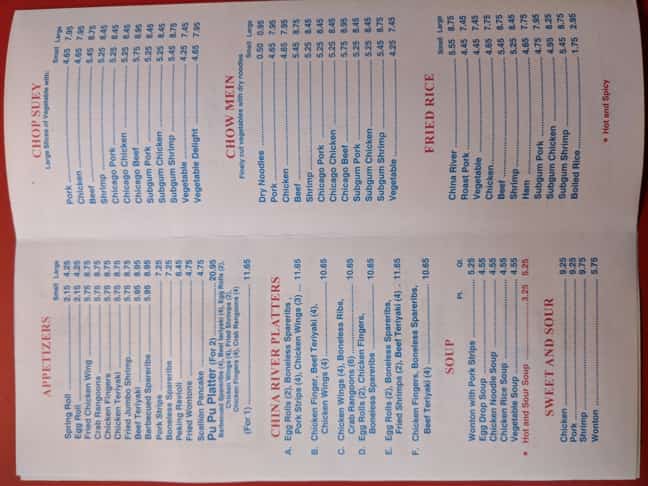 APPETIZERS
Small Large
Spring Roll 2.15 4.25
Egg Roll 2.15 4.25
Fried Chicken Wing 5.75 8.75
Crab Rangoons 5.75 8.75
Chicken Fingers 5.75 8.75
Chicken Teriyaki 5.75 8.75
Fried Jumbo Shrimp 5.75 8.75
Beef Teriyaki 5.95 8.95
Barbecued Spareribs 5.95 8.95
Pork Strips 7.25
Boneless Spareribs 7.25
Peking Ravioli 6.45
Fried Wontons 4.75
Scallion Pancake 4.75
Pu Pu Platter (For 2) 20.95
Barbecued Spareribs (4), Beef teriyaki (4), Egg Rolls (2),
Chicken Wings (4), Fried Shrimps (2),
Chicken Fingers (4), Crab Rangoons (4)
(For 1) 11.65
CHINA RIVER PLATTERS
A. Egg Rolls (2), Boneless Spareribs,
Pork Strips (4), Chicken Wings (3) ... 11.65
B. Chicken Finger, Beef Teriyaki (4),
Chicken Wings (4) 10.65
C. Chicken Wings (4), Boneless Ribs,
Crab Rangoons (6) 10.65
D. Egg Rolls (2), Chicken Fingers,
Boneless Spareribs 10.65
E. Egg Rolls (2), Boneless Spareribs,
Fried Shrimps (2), Beef Teriyaki (4) . 11.65
F. Chicken Fingers, Boneless Spareribs,
Beef Teriyaki (4) 10.65
SOUP
Pt. Qt.
Wonton with Pork Strips 5.25
Egg Drop Soup 4.55
Chicken Noodle Soup 4.55
Chicken Rice Soup 4.55
Vegetable Soup 4.55
* Hot and Sour Soup 3.25 5.25
SWEET AND SOUR
Chicken 9.25
Pork 9.25
Shrimp 9.75
Wonton 5.75
CHOP SUEY
Large Slices of Vegetable with:
Small Large
Pork 4.65 7.95
Chicken 4.65 7.95
Beef 5.45 8.75
Shrimp 5.25 8.45
Chicago Pork 5.25 8.45
Chicago Chicken 5.25 8.45
Chicago Beef 5.75 8.95
Subgum Pork 5.25 8.45
Subgum Chicken 5.25 8.45
Subgum Shrimp 5.45 8.75
Vegetable 4.25 7.45
Vegetable Delight 4.65 7.95
CHOW MEIN
Finely cut vegetables with dry noodles
Small Large
Dry Noodles 0.50 0.95
Pork 4.65 7.95
Chicken 4.65 7.95
Beef 5.45 8.75
Shrimp 5.25 8.45
Chicago Pork 5.25 8.45
Chicago Chicken 5.25 8.45
Chicago Beef 5.75 8.95
Subgum Pork 5.25 8.45
Subgum Chicken 5.25 8.45
Subgum Shrimp 5.45 8.75
Vegetable 4.25 7.45
FRIED RICE
Small Large
China River 5.55 8.75
Roast Pork 4.45 7.45
Vegetable 4.45 7.45
Chicken 4.65 7.75
Beef 5.45 8.75
Shrimp 5.25 8.45
Ham 4.65 7.75
Subgum Pork 4.75 7.95
Subgum Chicken 4.95 8.25
Subgum Shrimp 5.45 8.75
Boiled Rice 1.75 2.95
* Hot and Spicy